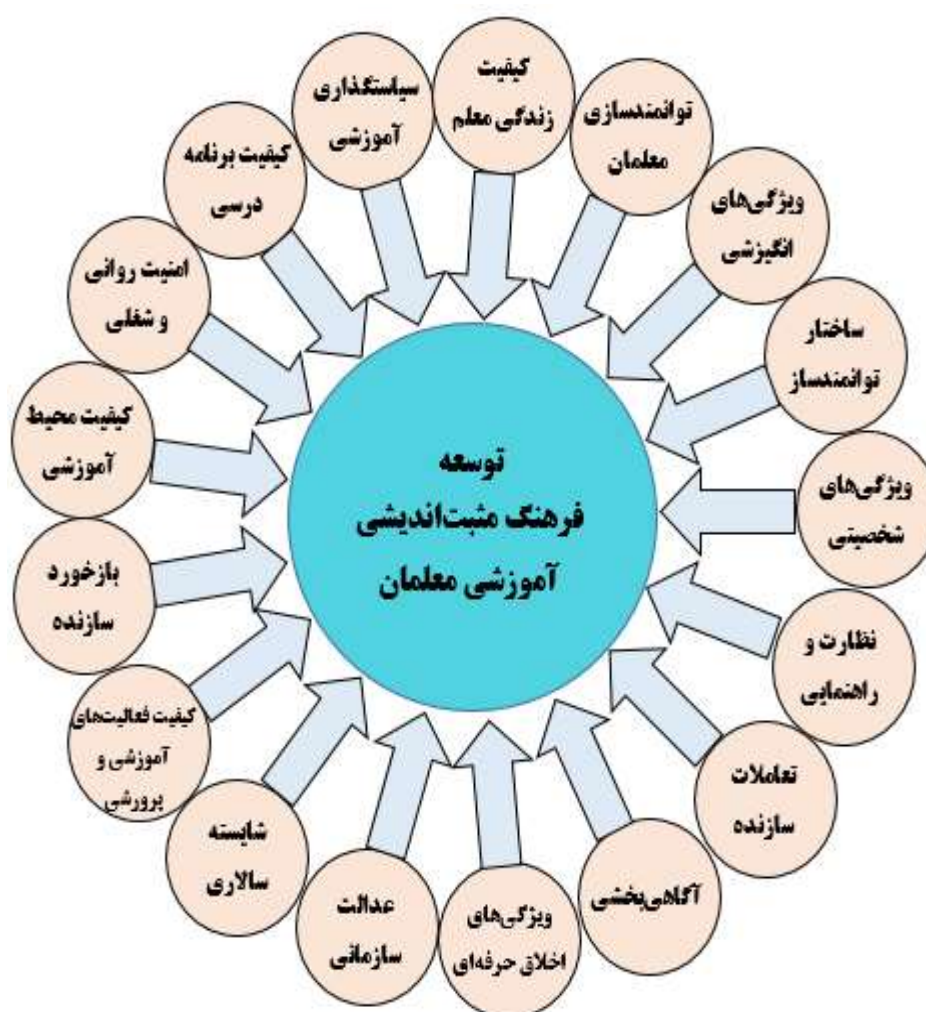 کیفیت
زندگی معلم
توانمندسازی
معلمان
ویژگی‌های
انگیزشی
ساختار
توانمندساز
ویژگی‌های
شخصیتی
نظارت و
راهنمایی
تعاملات
سازنده
آگاهی‌بخشی
ویژگی‌های
اخلاق حرفه‌ای
عدالت
سازمانی
شایسته
سالاری
کیفیت فعالیت‌های
آموزشی و
پرورشی
بازخورد
سازنده
کیفیت محیط
آموزشی
امنیت روانی
و شغلی
کیفیت برنامه
درسی
سیاستگذاری
آموزشی
توسعه
فرهنگ مثبت‌اندیشی
آموزشی معلمان